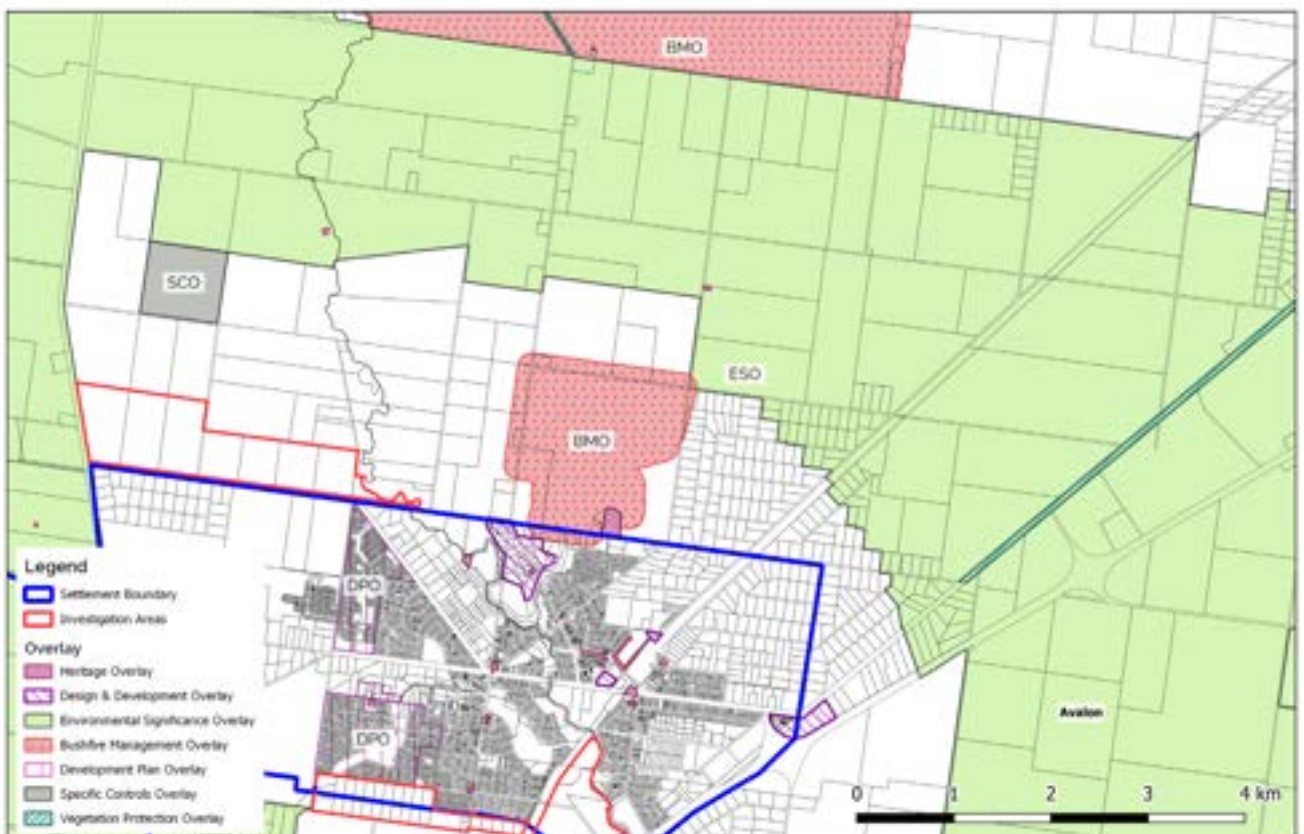 BMO
SCO
ESO
BMO
DPO
DPO
Avalon
Legend
Settlement Boundary
Investigation Areas
Overlay
Heritage Overlay
Design & Development Overlay
Environmental Significance Overlay
Bushfire Management Overlay
Development Plan Overlay
Specific Controls Overlay
Vegetation Protection Overlay
0 1 2 3 4 km